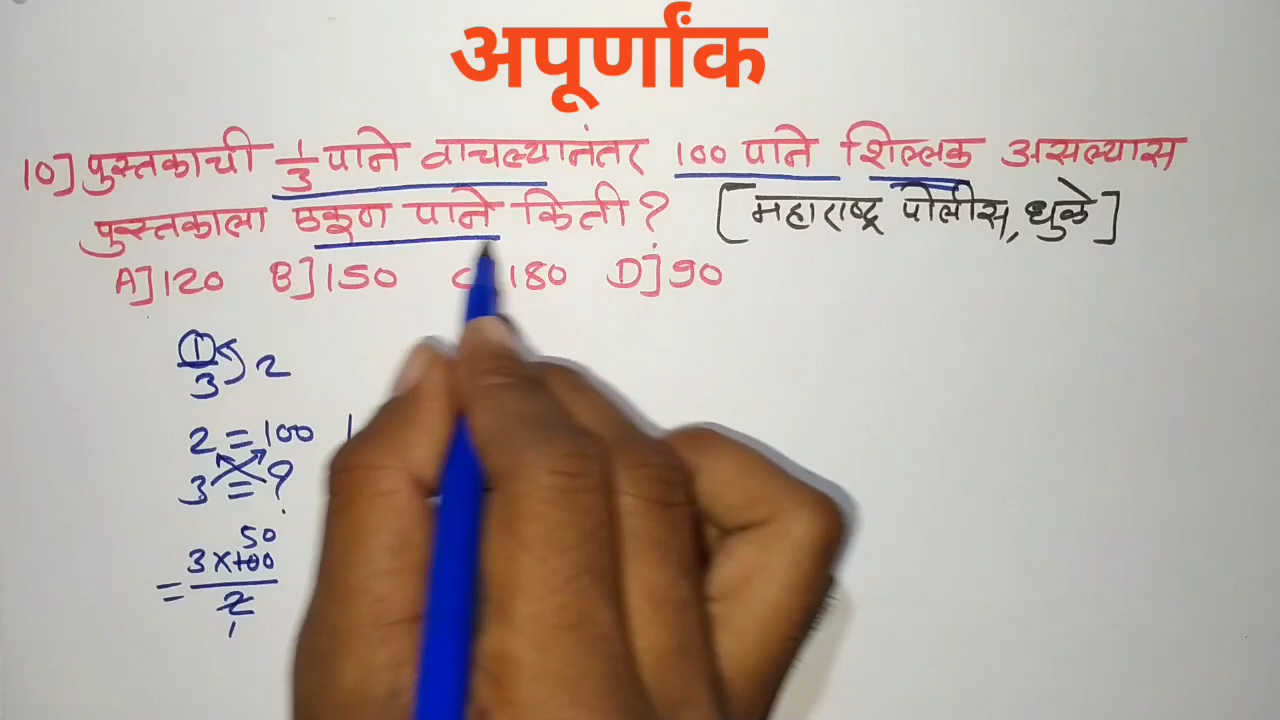 अपूर्णांक
10] पुस्तकाची 1/3 पाने वाचल्यानंतर 100 पाने शिल्लक असल्यास
पुस्तकाला एकुण पाने किती? [महाराष्ट्र पोलीस, धुळे]
A] 120 B] 150 C 180 D] 90
1/3 2
2 = 100
3 = ?
50
= 3 × 100 / 2
1